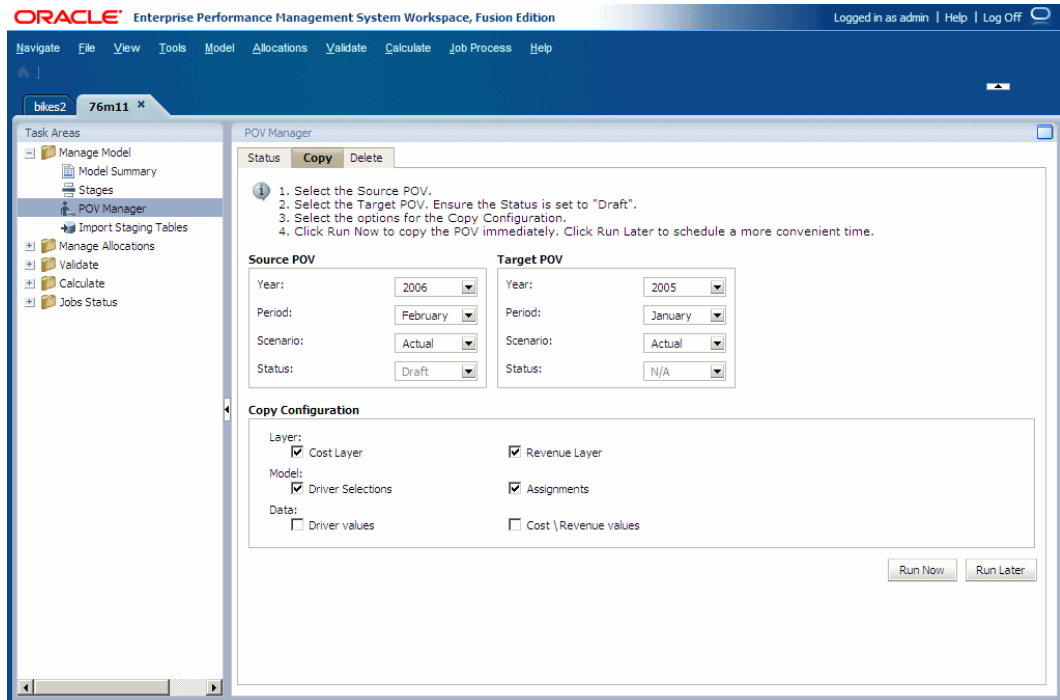 ORACLE Enterprise Performance Management System Workspace, Fusion Edition
Logged in as admin | Help | Log Off
Navigate File View Tools Model Allocations Validate Calculate Job Process Help
bikes2 76m11 ×
Task Areas
Manage Model
Model Summary
Stages
POV Manager
Import Staging Tables
Manage Allocations
Validate
Calculate
Jobs Status
POV Manager
Status Copy Delete
1. Select the Source POV.
2. Select the Target POV. Ensure the Status is set to "Draft".
3. Select the options for the Copy Configuration.
4. Click Run Now to copy the POV immediately. Click Run Later to schedule a more convenient time.
Source POV
Year: 2006
Period: February
Scenario: Actual
Status: Draft
Target POV
Year: 2005
Period: January
Scenario: Actual
Status: N/A
Copy Configuration
Layer:
Cost Layer Revenue Layer
Model:
Driver Selections Assignments
Data:
Driver values Cost \ Revenue values
Run Now Run Later